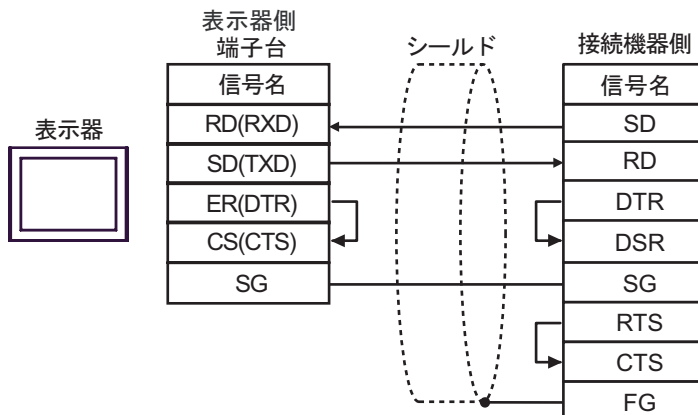 表示器側
端子台
シールド
接続機器側
信号名
信号名
表示器
RD(RXD)
SD
SD(TXD)
RD
ER(DTR)
DTR
CS(CTS)
DSR
SG
SG
RTS
CTS
FG